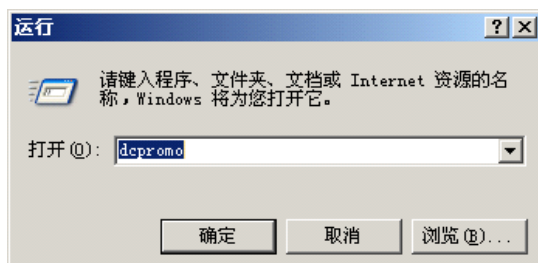 运行
请键入程序、文件夹、文档或 Internet 资源的名
称，Windows 将为您打开它。
打开(O): dcpromo
确定 取消 浏览(B)...